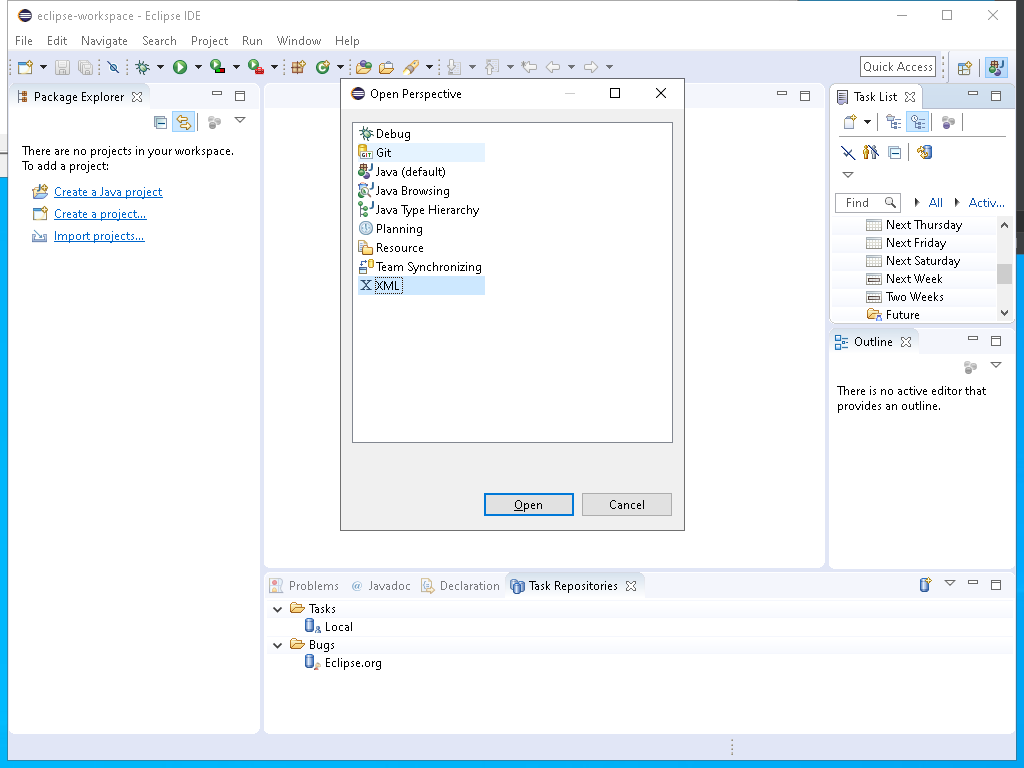 eclipse-workspace - Eclipse IDE
File Edit Navigate Search Project Run Window Help
Quick Access
Package Explorer
There are no projects in your workspace.
To add a project:
Create a Java project
Create a project...
Import projects...
Open Perspective
Debug
GIT Git
Java (default)
Java Browsing
Java Type Hierarchy
Planning
Resource
Team Synchronizing
X XML
Open Cancel
Task List
Find All Activ...
Next Thursday
Next Friday
Next Saturday
Next Week
Two Weeks
Future
Outline
There is no active editor that
provides an outline.
Problems @ Javadoc Declaration Task Repositories
Tasks
Local
Bugs
Eclipse.org